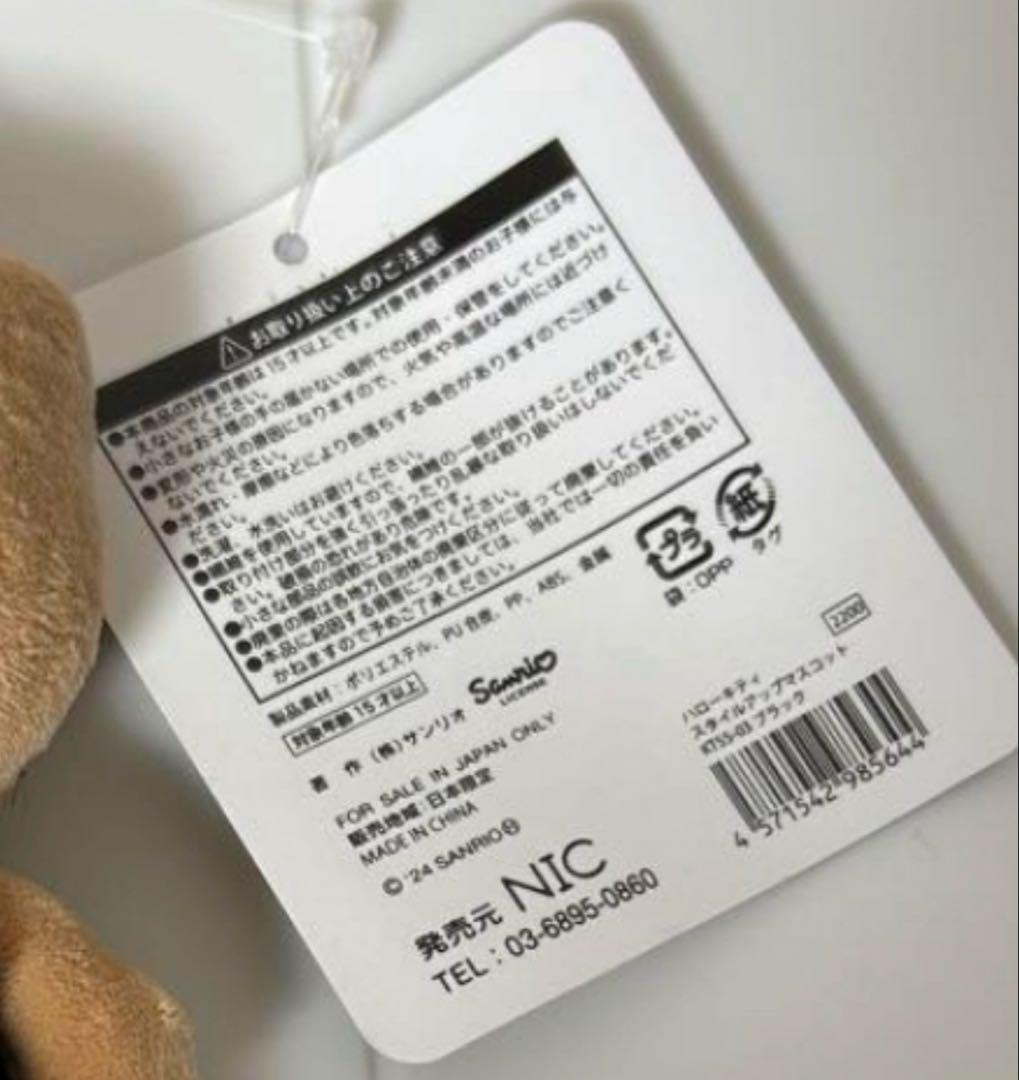 ⚠お取り扱い上のご注意
●本商品の対象年齢は15才以上です。対象年齢未満のお子様には与
えないでください。
●小さなお子様の手の届かない場所での使用・保管をしてください。
●変形や火災の原因になりますので、火気や高温な場所には近づけ
ないでください。
●水濡れ・摩擦などにより色落ちする場合がありますのでご注意く
ださい。
●洗濯、水洗いはお避けください。
●繊維を使用していますので、繊維の一部が抜けることがあります。
●取り付け部分を強く引っ張ったり乱暴な取り扱いはしないでくだ
さい。破損の恐れがあり危険です。
●小さな部品の誤飲にお気をつけください。
●廃棄の際は各地方自治体の廃棄区分に従って廃棄してください。
●本品に起因する損害につきましては、当社では一切の責任を負い
かねますので予めご了承ください。
製品素材：ポリエステル、PU合皮、PP、ABS、金属
対象年齢15才以上
プラ
袋：OPP
紙
タグ
著 作 (株)サンリオ
Sanrio
LICENSE
FOR SALE IN JAPAN ONLY
販売地域：日本限定
MADE IN CHINA
© '24 SANRIO Ⓗ
発売元 NIC
TEL：03-6895-0860
2200
ハローキティ
スタイルアップマスコット
KTSS-03 ブラック
4 571542 985644